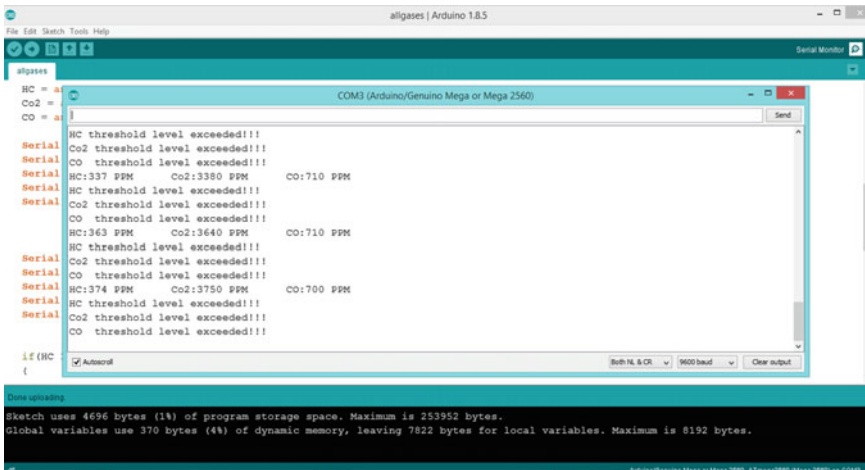 allgases | Arduino 1.8.5
File Edit Sketch Tools Help
Serial Monitor
allgases
HC = a
Co2 =
CO = a
Serial
Serial
Serial
Serial
Serial
Serial
Serial
Serial
Serial
Serial
if(HC
{
COM3 (Arduino/Genuino Mega or Mega 2560)
Send
HC threshold level exceeded!!!
Co2 threshold level exceeded!!!
CO threshold level exceeded!!!
HC:337 PPM Co2:3380 PPM CO:710 PPM
HC threshold level exceeded!!!
Co2 threshold level exceeded!!!
CO threshold level exceeded!!!
HC:363 PPM Co2:3640 PPM CO:710 PPM
HC threshold level exceeded!!!
Co2 threshold level exceeded!!!
CO threshold level exceeded!!!
HC:374 PPM Co2:3750 PPM CO:700 PPM
HC threshold level exceeded!!!
Co2 threshold level exceeded!!!
CO threshold level exceeded!!!
Autoscroll Both NL & CR 9600 baud Clear output
Done uploading.
Sketch uses 4696 bytes (1%) of program storage space. Maximum is 253952 bytes.
Global variables use 370 bytes (4%) of dynamic memory, leaving 7822 bytes for local variables. Maximum is 8192 bytes.